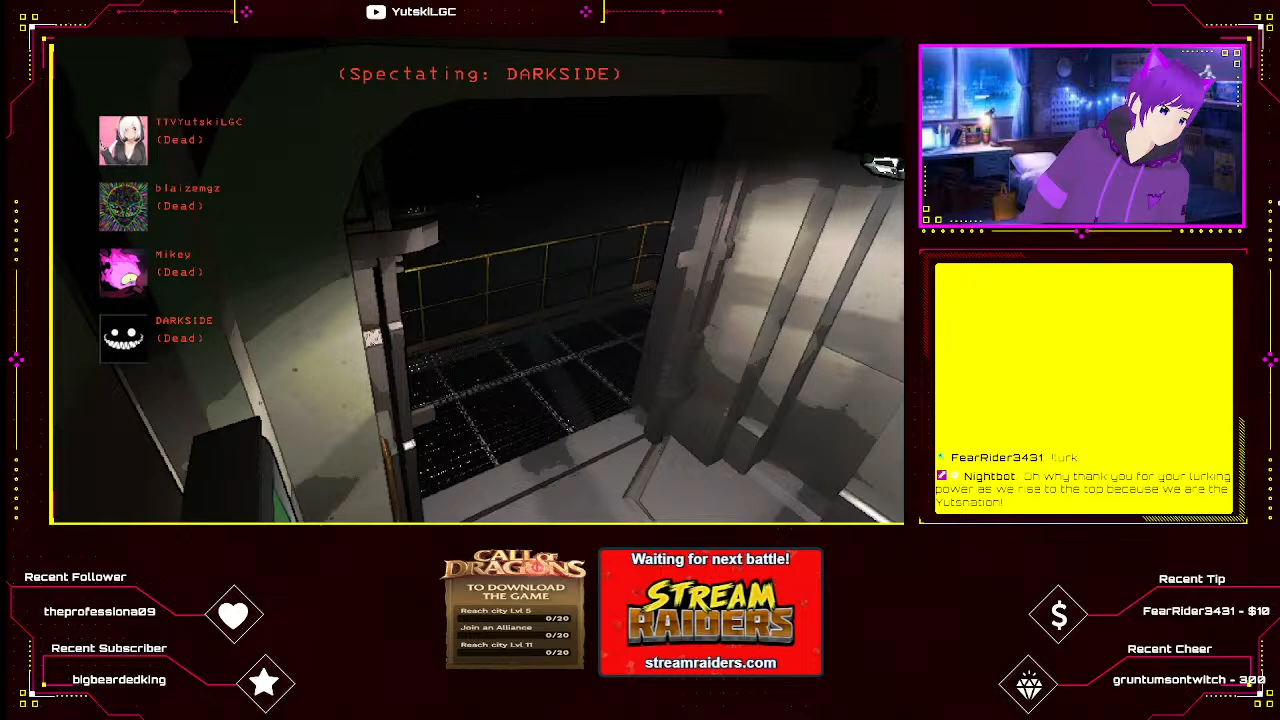 YutskiLGC
(Spectating: DARKSIDE)
TTVYutskiLGC
(Dead)
blaizemgz
(Dead)
Mikey
(Dead)
DARKSIDE
(Dead)
FearRider3431 !lurk
Nightbot Oh why thank you for your lurking
power as we rise to the top because we are the
Yutsnation!
CALL OF
DRAGONS
TO DOWNLOAD
THE GAME
Reach city Lvl 5
0/20
Join an Alliance
0/20
Reach city Lvl 11
0/20
Waiting for next battle!
STREAM
RAIDERS
streamraiders.com
Recent Follower
theprofessiona09
Recent Subscriber
bigbeardedking
Recent Tip
FearRider3431 - $10
Recent Cheer
gruntumsontwitch - 300